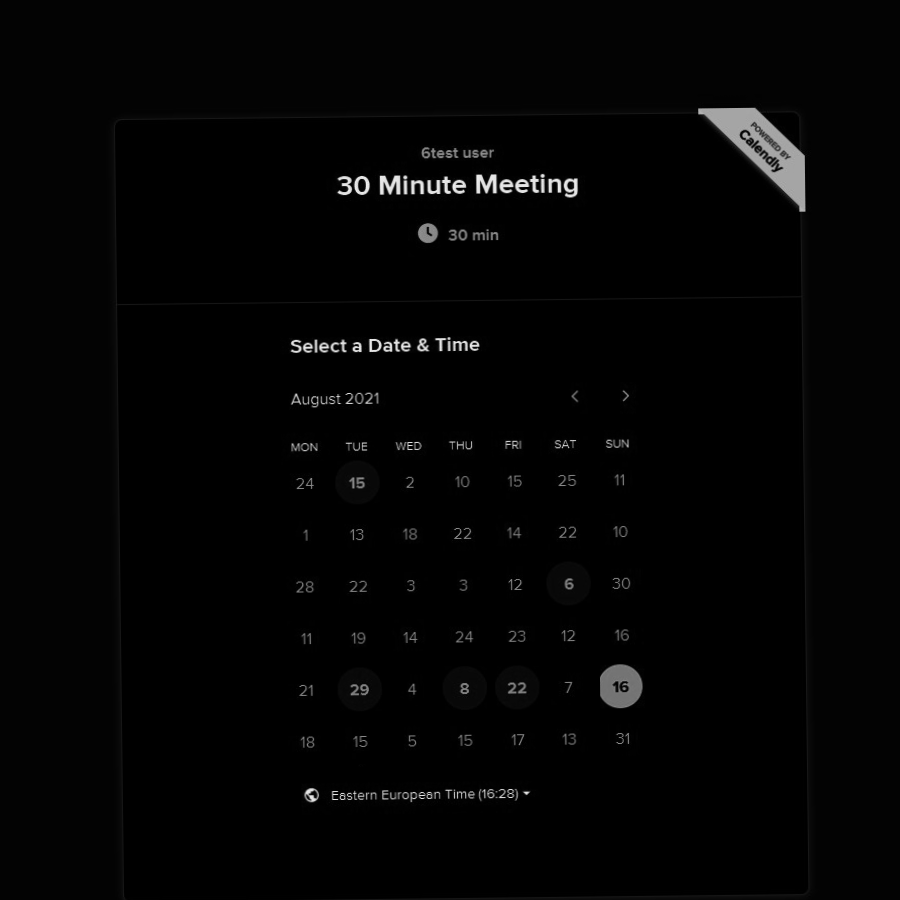 POWERED BY
Calendly
6test user
30 Minute Meeting
30 min
Select a Date & Time
August 2021
MON TUE WED THU FRI SAT SUN
24 15 2 10 15 25 11
1 13 18 22 14 22 10
28 22 3 3 12 6 30
11 19 14 24 23 12 16
21 29 4 8 22 7 16
18 15 5 15 17 13 31
Eastern European Time (16:28)